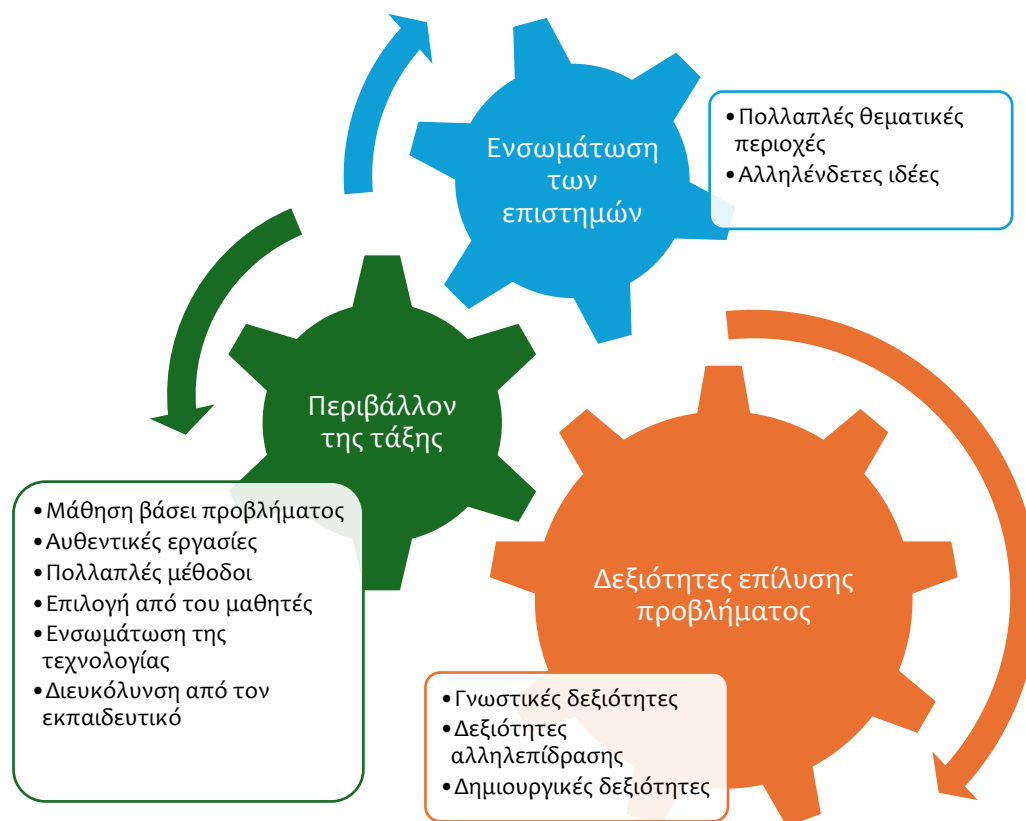 Ενσωμάτωση
των
επιστημών
• Πολλαπλές θεματικές
περιοχές
• Αλληλένδετες ιδέες
Περιβάλλον
της τάξης
• Μάθηση βάσει προβλήματος
• Αυθεντικές εργασίες
• Πολλαπλές μέθοδοι
• Επιλογή από του μαθητές
• Ενσωμάτωση της
τεχνολογίας
• Διευκόλυνση από τον
εκπαιδευτικό
Δεξιότητες επίλυσης
προβλήματος
• Γνωστικές δεξιότητες
• Δεξιότητες
αλληλεπίδρασης
• Δημιουργικές δεξιότητες